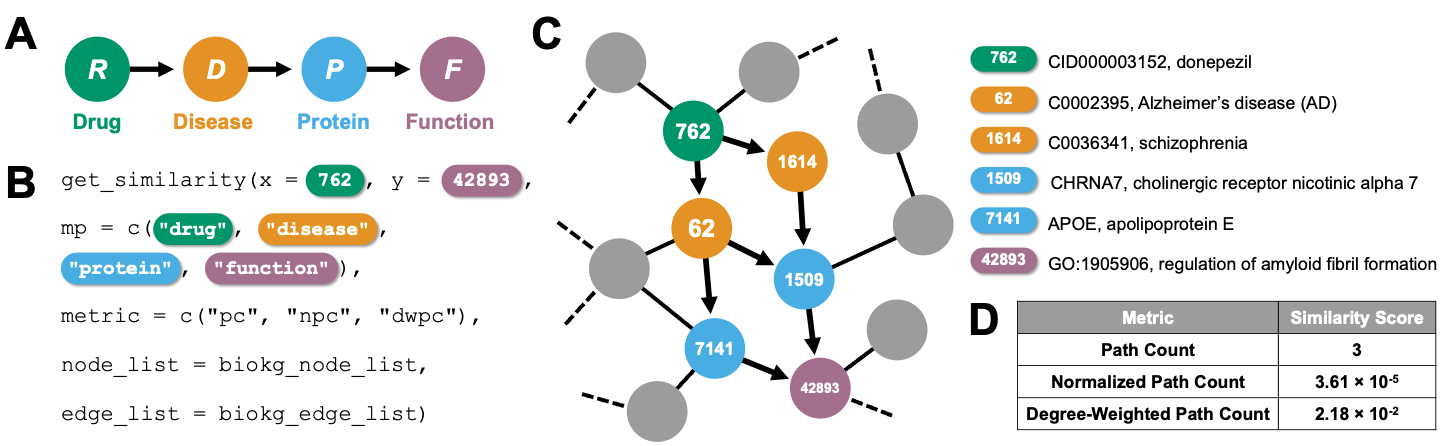 A
R D P F
Drug Disease Protein Function
B
get_similarity(x = 762, y = 42893,
mp = c("drug", "disease",
"protein", "function"),
metric = c("pc", "npc", "dwpc"),
node_list = biokg_node_list,
edge_list = biokg_edge_list)
C
762
1614
62
1509
7141
42893
762 CID000003152, donepezil
62 C0002395, Alzheimer's disease (AD)
1614 C0036341, schizophrenia
1509 CHRNA7, cholinergic receptor nicotinic alpha 7
7141 APOE, apolipoprotein E
42893 GO:1905906, regulation of amyloid fibril formation
D
Metric Similarity Score
Path Count 3
Normalized Path Count 3.61 × 10⁻⁵
Degree-Weighted Path Count 2.18 × 10⁻²